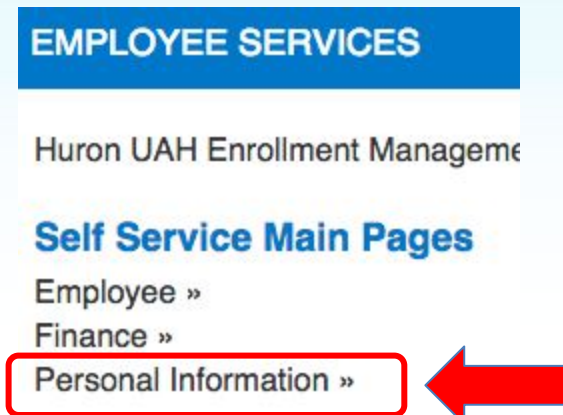 EMPLOYEE SERVICES
Huron UAH Enrollment Manageme
Self Service Main Pages
Employee »
Finance »
Personal Information »